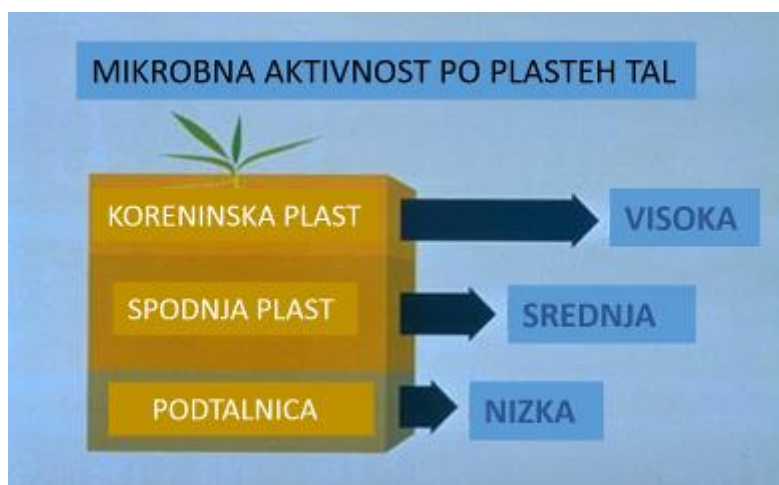 MIKROBNA AKTIVNOST PO PLASTEH TAL
KORENINSKA PLAST
VISOKA
SPODNJA PLAST
SREDNJA
PODTALNICA
NIZKA